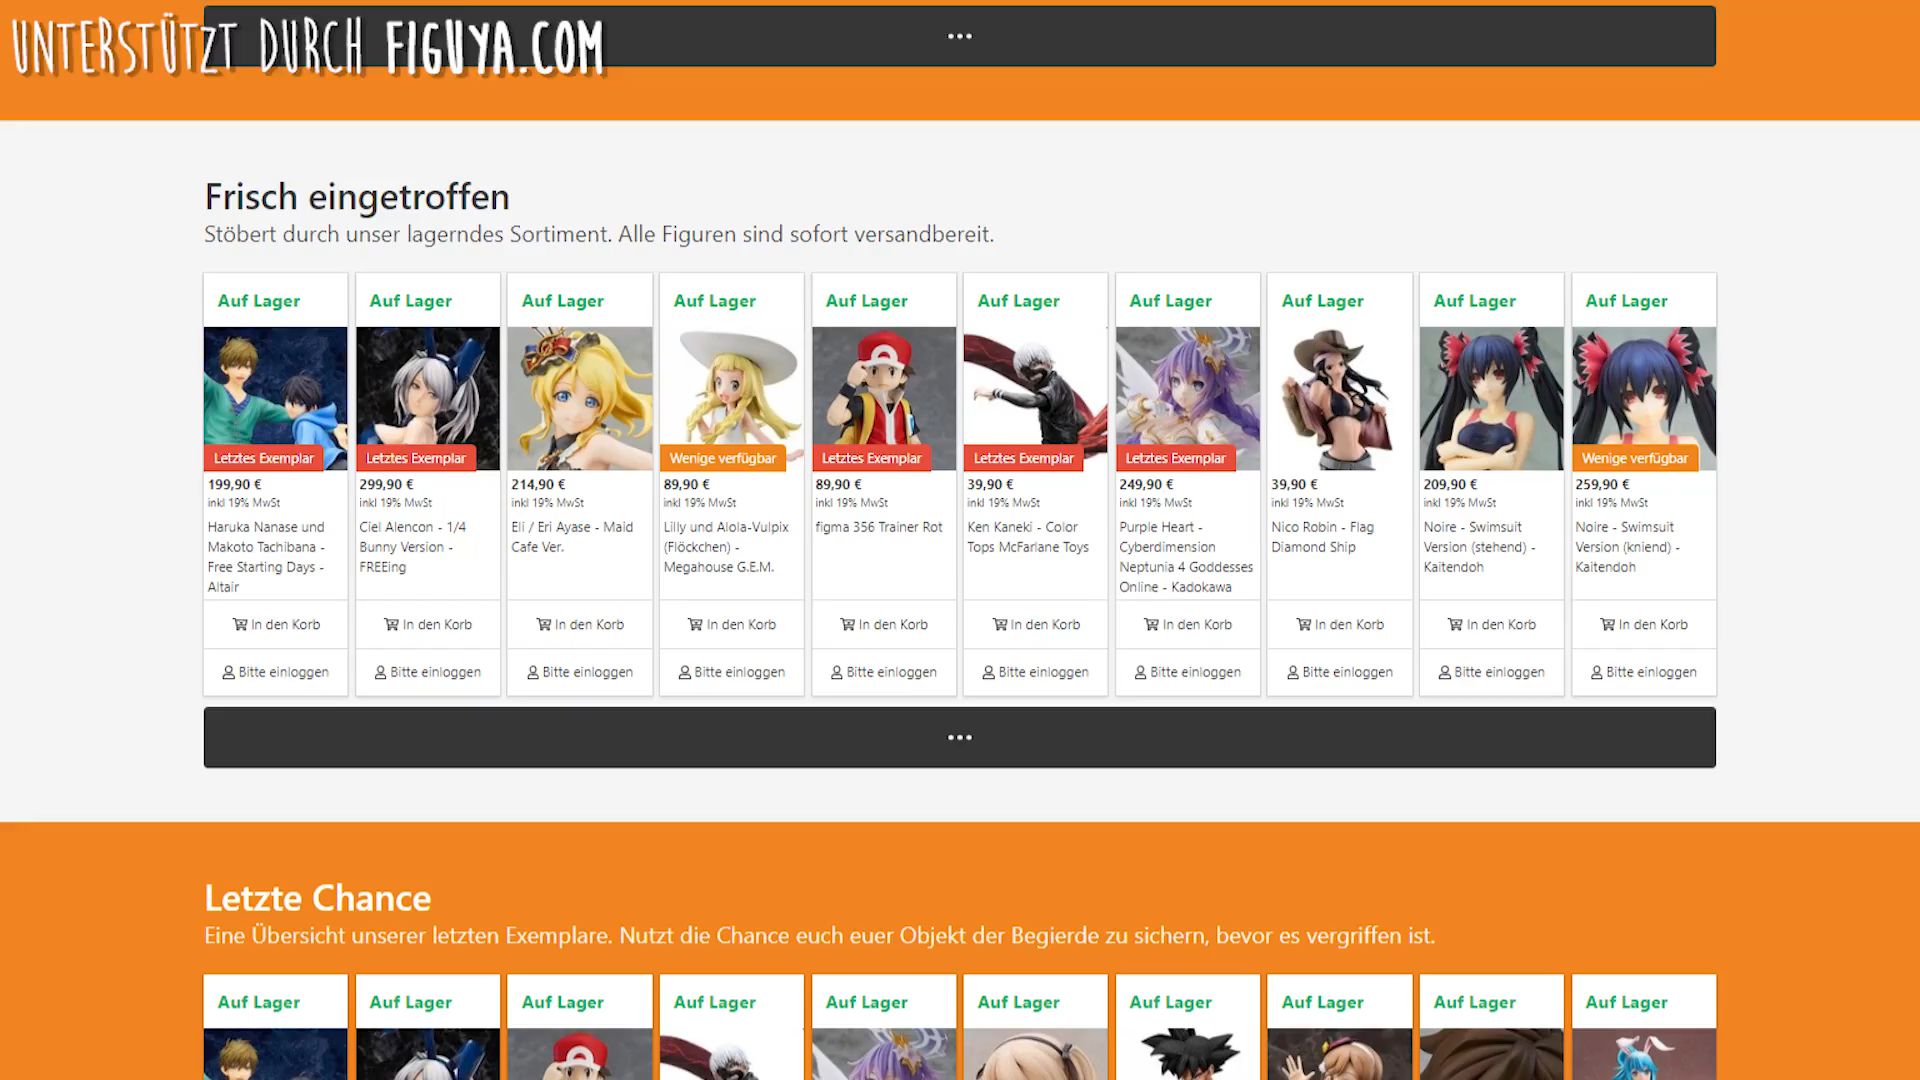 UNTERSTÜTZT DURCH FIGUYA.COM
Frisch eingetroffen
Stöbert durch unser lagerndes Sortiment. Alle Figuren sind sofort versandbereit.
Auf Lager
Letztes Exemplar
199,90 €
inkl 19% MwSt
Haruka Nanase und
Makoto Tachibana -
Free Starting Days -
Altair
In den Korb
Bitte einloggen
Auf Lager
Letztes Exemplar
299,90 €
inkl 19% MwSt
Ciel Alencon - 1/4
Bunny Version -
FREEing
In den Korb
Bitte einloggen
Auf Lager
214,90 €
inkl 19% MwSt
Eli / Eri Ayase - Maid
Cafe Ver.
In den Korb
Bitte einloggen
Auf Lager
Wenige verfügbar
89,90 €
inkl 19% MwSt
Lilly und Alola-Vulpix
(Flöckchen) -
Megahouse G.E.M.
In den Korb
Bitte einloggen
Auf Lager
Letztes Exemplar
89,90 €
inkl 19% MwSt
figma 356 Trainer Rot
In den Korb
Bitte einloggen
Auf Lager
Letztes Exemplar
39,90 €
inkl 19% MwSt
Ken Kaneki - Color
Tops McFarlane Toys
In den Korb
Bitte einloggen
Auf Lager
Letztes Exemplar
249,90 €
inkl 19% MwSt
Purple Heart -
Cyberdimension
Neptunia 4 Goddesses
Online - Kadokawa
In den Korb
Bitte einloggen
Auf Lager
39,90 €
inkl 19% MwSt
Nico Robin - Flag
Diamond Ship
In den Korb
Bitte einloggen
Auf Lager
209,90 €
inkl 19% MwSt
Noire - Swimsuit
Version (stehend) -
Kaitendoh
In den Korb
Bitte einloggen
Auf Lager
Wenige verfügbar
259,90 €
inkl 19% MwSt
Noire - Swimsuit
Version (kniend) -
Kaitendoh
In den Korb
Bitte einloggen
Letzte Chance
Eine Übersicht unserer letzten Exemplare. Nutzt die Chance euch euer Objekt der Begierde zu sichern, bevor es vergriffen ist.
Auf Lager
Auf Lager
Auf Lager
Auf Lager
Auf Lager
Auf Lager
Auf Lager
Auf Lager
Auf Lager
Auf Lager